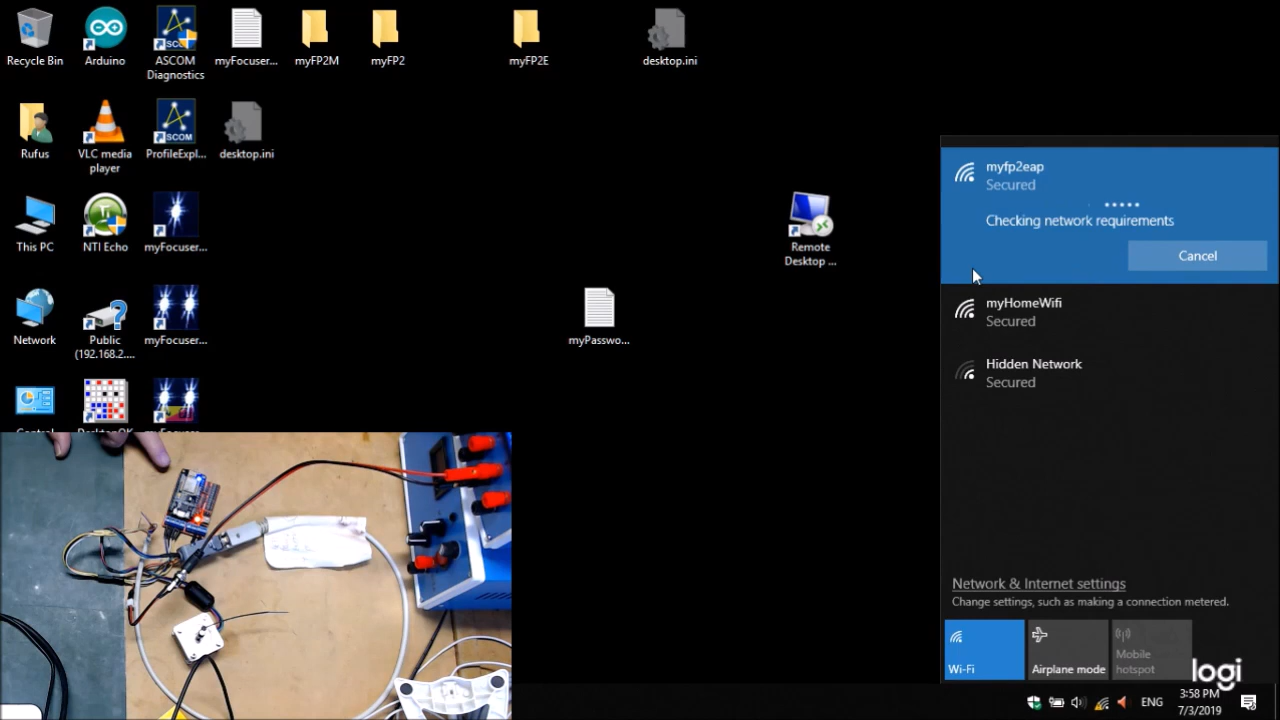 Recycle Bin
Arduino
ASCOM
Diagnostics
myFocuser...
myFP2M
myFP2
myFP2E
desktop.ini
Rufus
VLC media
player
SCOM
ProfileExpl...
desktop.ini
This PC
NTI Echo
myFocuser...
Remote
Desktop ...
Network
Public
(192.168.2....
myFocuser...
myPasswo...
myfp2eap
Secured
Checking network requirements
Cancel
myHomeWifi
Secured
Hidden Network
Secured
Network & Internet settings
Change settings, such as making a connection metered.
Wi-Fi
Airplane mode
Mobile
hotspot
logi
ENG
3:58 PM
7/3/2019